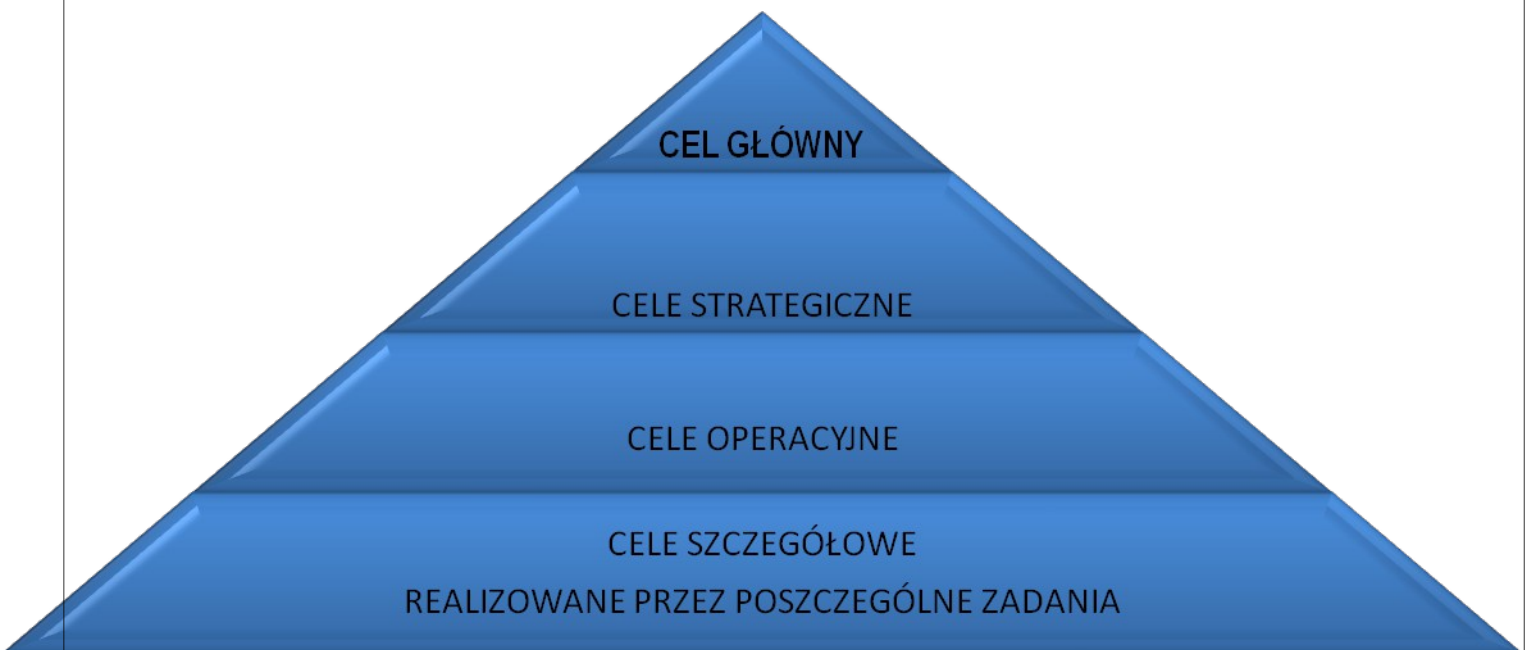 CEL GŁÓWNY
CELE STRATEGICZNE
CELE OPERACYJNE
CELE SZCZEGÓŁOWE
REALIZOWANE PRZEZ POSZCZEGÓLNE ZADANIA